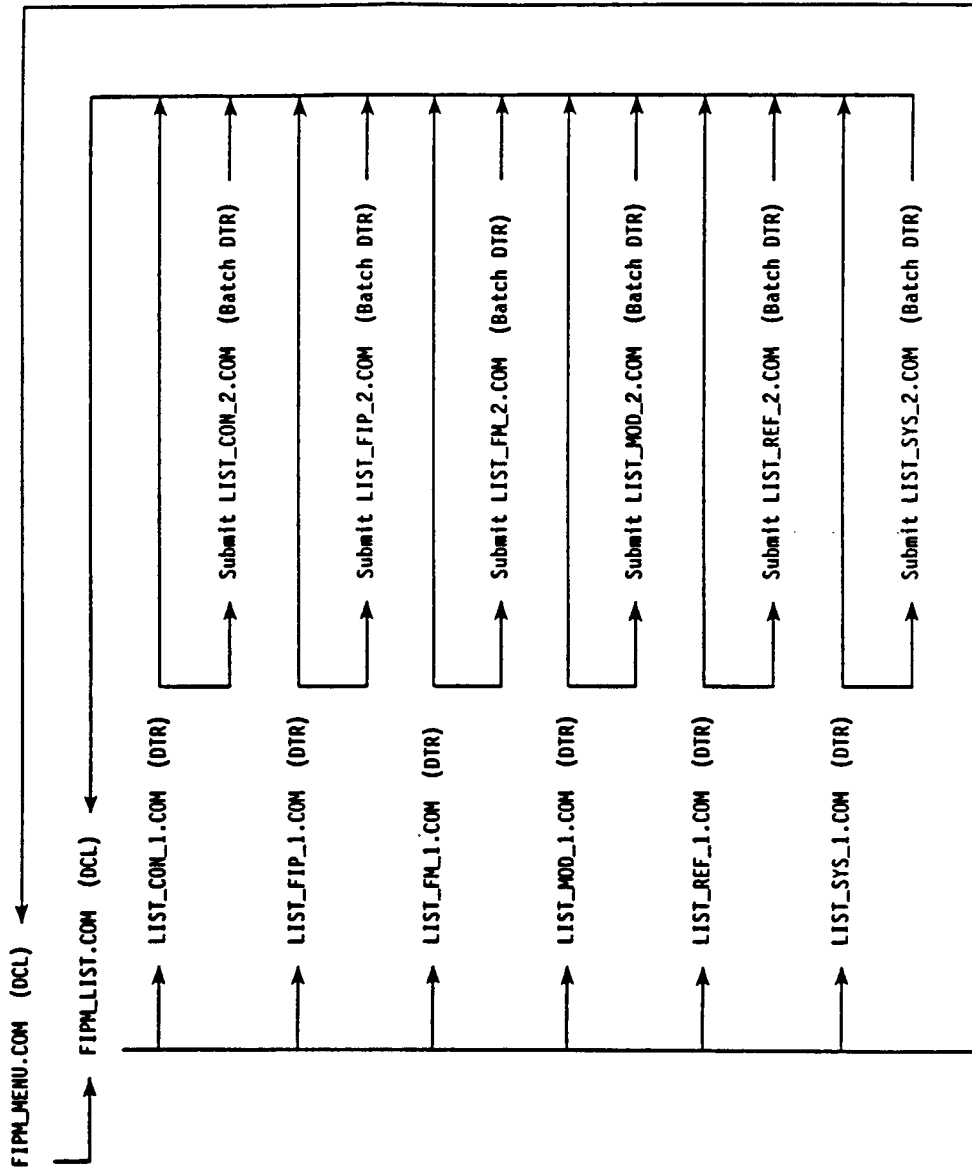 FIPM_MENU.COM (DCL)
FIPM_LIST.COM (DCL)
LIST_CON_1.COM (DTR)
Submit LIST_CON_2.COM (Batch DTR)
LIST_FIP_1.COM (DTR)
Submit LIST_FIP_2.COM (Batch DTR)
LIST_FM_1.COM (DTR)
Submit LIST_FM_2.COM (Batch DTR)
LIST_MOD_1.COM (DTR)
Submit LIST_MOD_2.COM (Batch DTR)
LIST_REF_1.COM (DTR)
Submit LIST_REF_2.COM (Batch DTR)
LIST_SYS_1.COM (DTR)
Submit LIST_SYS_2.COM (Batch DTR)